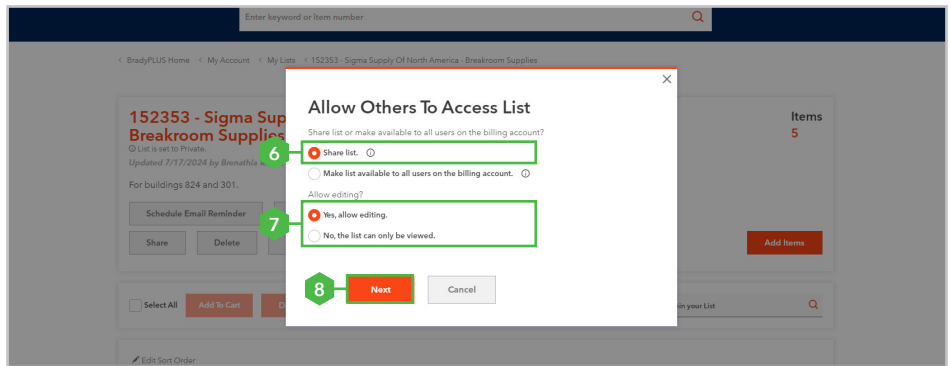 Enter keyword or item number
< BradyPLUS Home < My Account < My Lists < 152353 - Sigma Supply Of North America - Breakroom Supplies
Allow Others To Access List
152353 - Sigma Sup
Items
Share list or make available to all users on the billing account?
Breakroom Supplies
5
List is set to Private.
6
Share list.
Updated 7/17/2024 by Brenathia
Make list available to all users on the billing account.
For buildings 824 and 301.
Allow editing?
Schedule Email Reminder
7
Yes, allow editing.
No, the list can only be viewed.
Share
Delete
Add Items
8
Next
Cancel
Select All
Add To Cart
D
in your List
Edit Sort Order